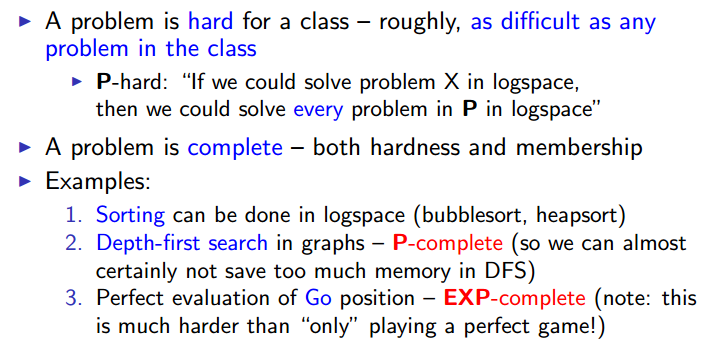 ▶ A problem is hard for a class – roughly, as difficult as any
problem in the class
▶ P-hard: “If we could solve problem X in logspace,
then we could solve every problem in P in logspace”
▶ A problem is complete – both hardness and membership
▶ Examples:
1. Sorting can be done in logspace (bubblesort, heapsort)
2. Depth-first search in graphs – P-complete (so we can almost
certainly not save too much memory in DFS)
3. Perfect evaluation of Go position – EXP-complete (note: this
is much harder than “only” playing a perfect game!)